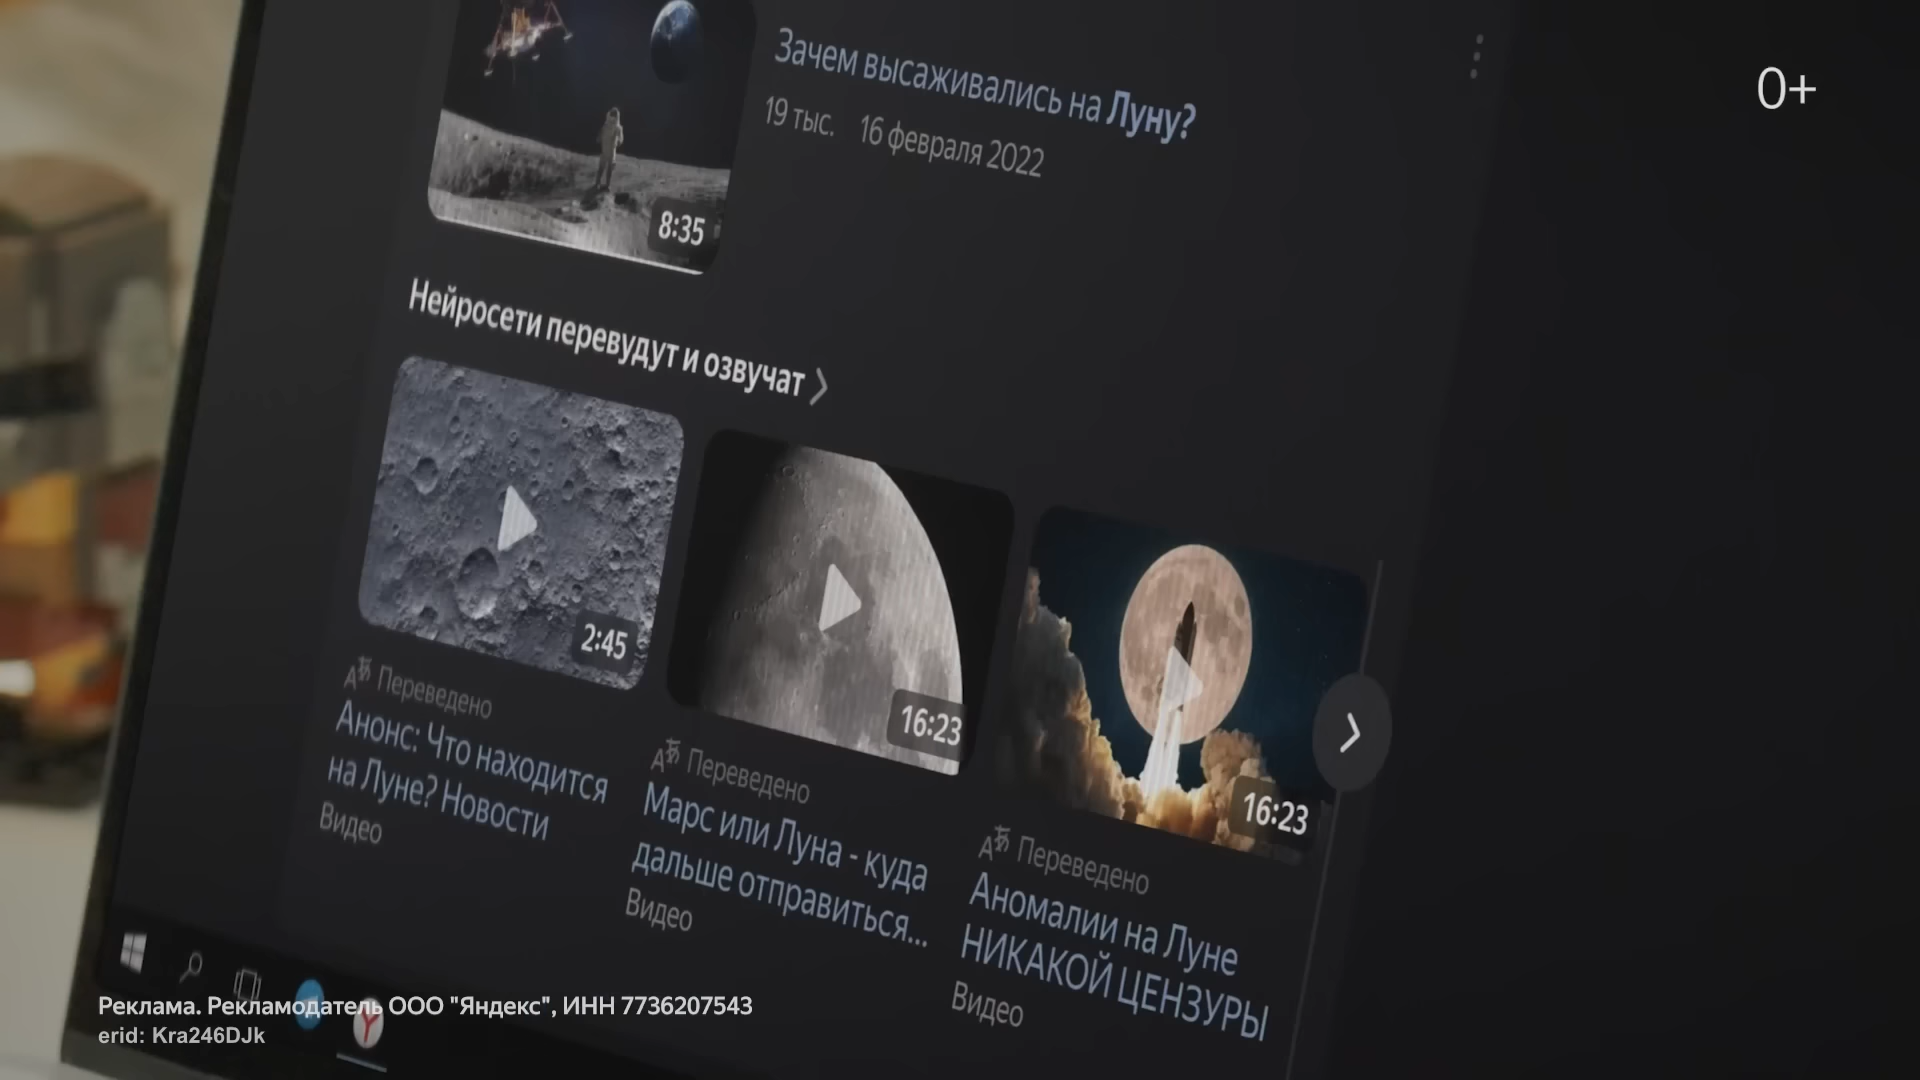 0+
Зачем высаживались на Луну?
19 тыс. 16 февраля 2022
8:35
Нейросети перевудут и озвучат
2:45
16:23
16:23
Переведено
Анонс: Что находится
на Луне? Новости
Видео
Переведено
Марс или Луна - куда
дальше отправиться...
Видео
Переведено
Аномалии на Луне
НИКАКОЙ ЦЕНЗУРЫ
Видео
Реклама. Рекламодатель ООО "Яндекс", ИНН 7736207543
erid: Kra246DJk